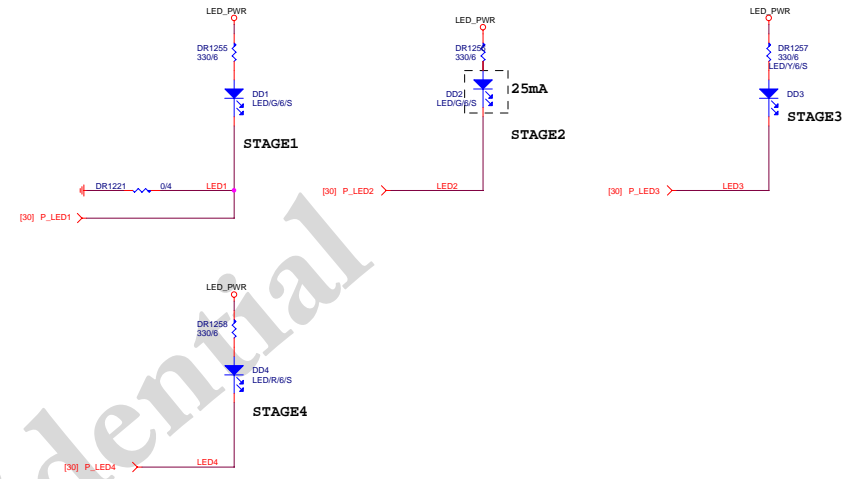 LED_PWR
DR1255
330/6
DD1
LED/G/6/S
STAGE1
DR1221
0/4
LED1
[30] P_LED1
LED_PWR
330/6
DD2
LED/G/6/S
25mA
STAGE2
[30] P_LED2
LED2
LED_PWR
DR1257
330/6
LED/Y/6/S
DD3
STAGE3
[30] P_LED3
LED3
LED_PWR
DR1258
330/6
DD4
LED/R/6/S
STAGE4
[30] P_LED4
LED4